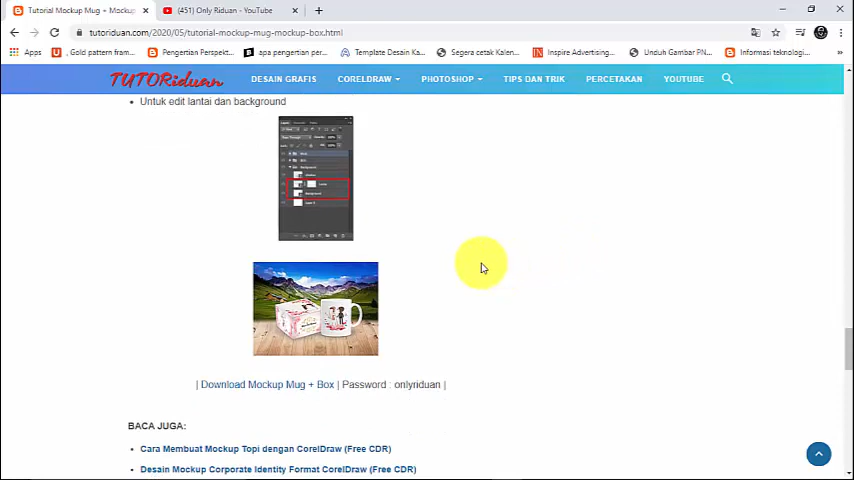 Tutorial Mockup Mug + Mockup
(451) Only Riduan - YouTube
tutoriduan.com/2020/05/tutorial-mockup-mug-mockup-box.html
Apps
, Gold pattern fram...
Pengertian Perspekt...
apa pengertian per...
Template Desain Ka...
Segera cetak Kalen...
Inspire Advertising...
Unduh Gambar PN...
Informasi teknologi...
TUTORiduan
DESAIN GRAFIS
CORELDRAW
PHOTOSHOP
TIPS DAN TRIK
PERCETAKAN
YOUTUBE
Untuk edit lantai dan background
| Download Mockup Mug + Box | Password : onlyriduan |
BACA JUGA:
Cara Membuat Mockup Topi dengan CorelDraw (Free CDR)
Desain Mockup Corporate Identity Format CorelDraw (Free CDR)